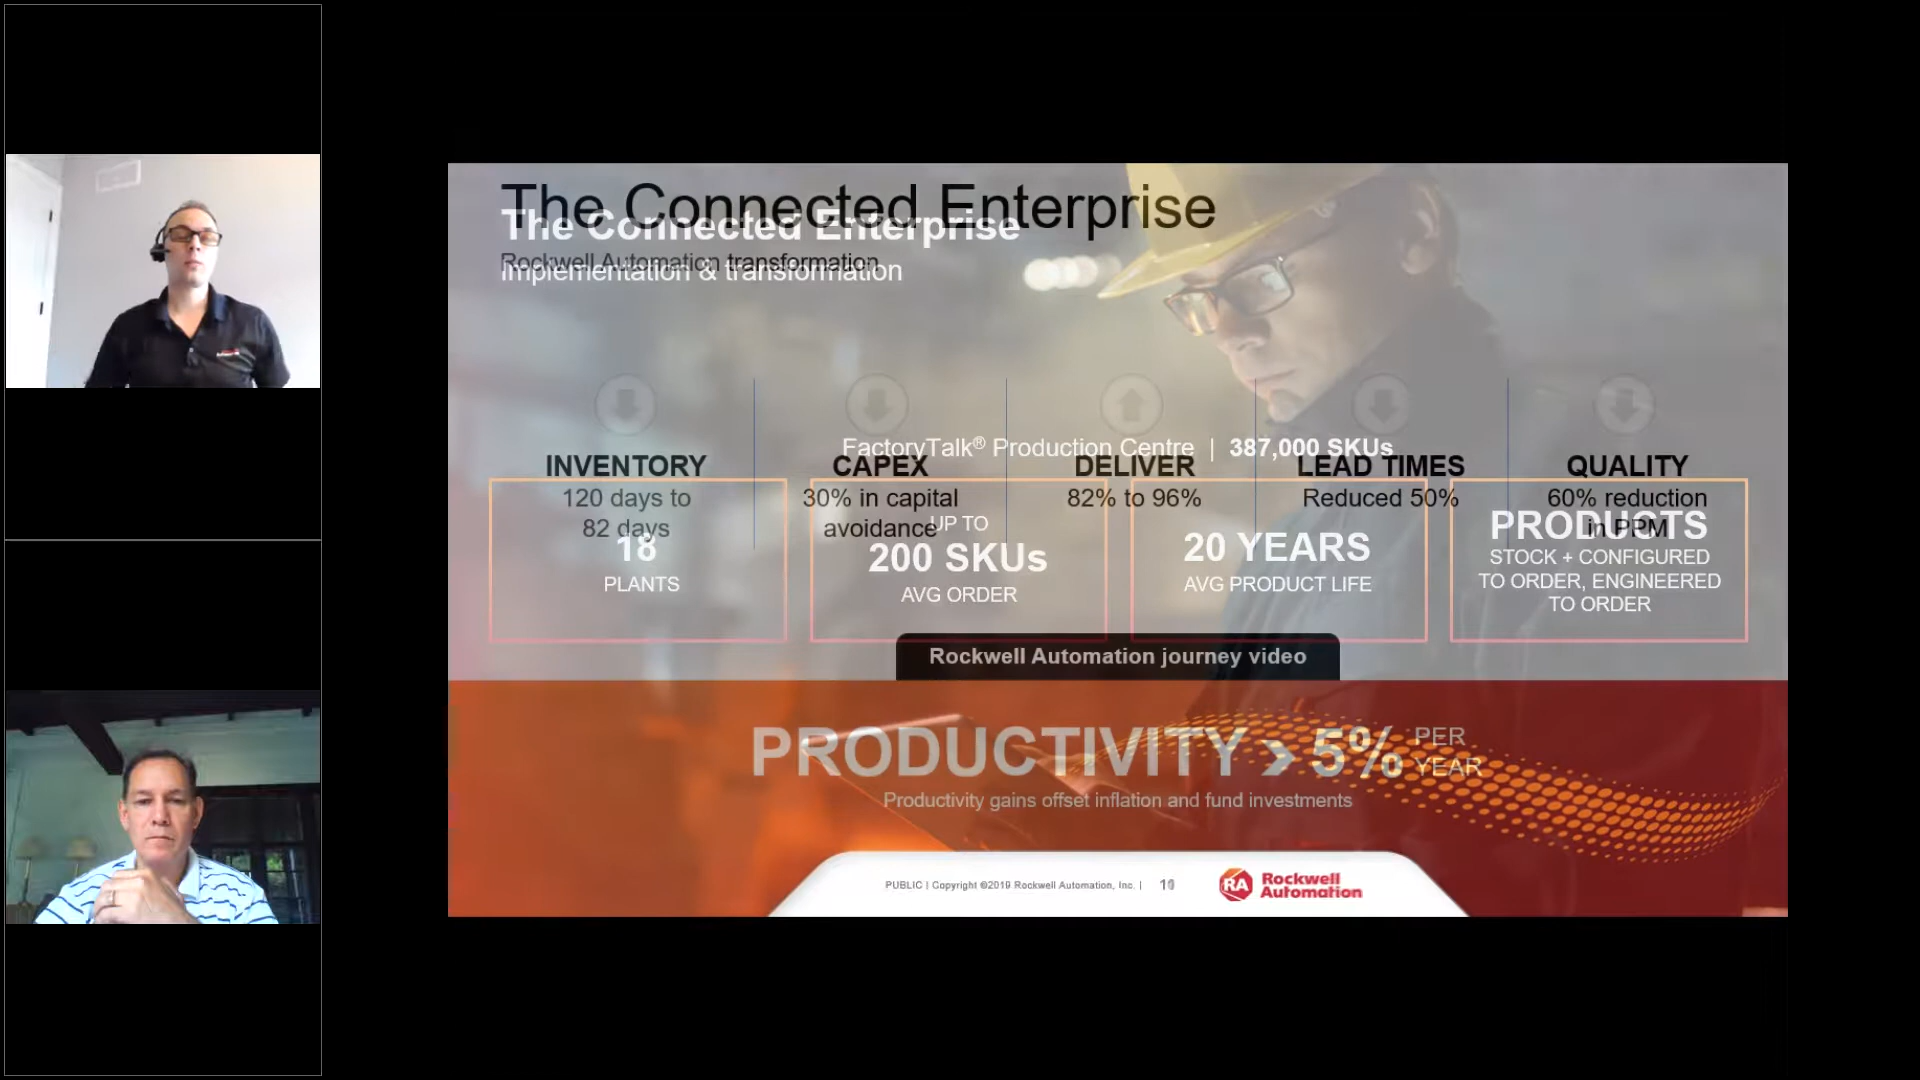 The Connected Enterprise
The Connected Enterprise
Rockwell Automation transformation
Implementation & transformation
FactoryTalk® Production Centre | 387,000 SKUs
INVENTORY
120 days to
82 days
CAPEX
30% in capital
avoidance
DELIVER
82% to 96%
LEAD TIMES
Reduced 50%
QUALITY
60% reduction
in PPM
18
PLANTS
UP TO
200 SKUs
AVG ORDER
20 YEARS
AVG PRODUCT LIFE
PRODUCTS
STOCK + CONFIGURED
TO ORDER, ENGINEERED
TO ORDER
Rockwell Automation journey video
PRODUCTIVITY > 5% PER
YEAR
Productivity gains offset inflation and fund investments
PUBLIC | Copyright ©2019 Rockwell Automation, Inc. |
RA Rockwell
Automation